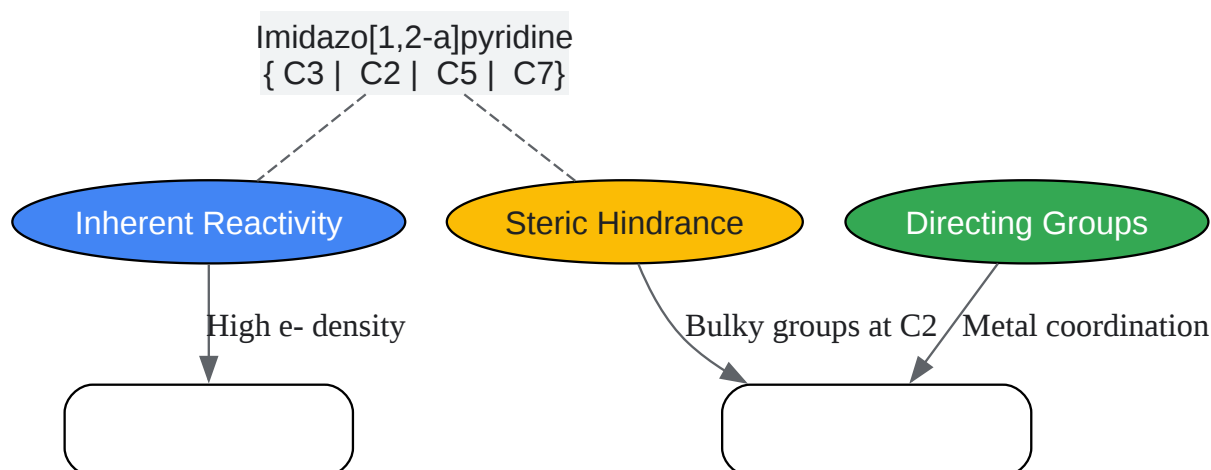 Imidazo[1,2-a]pyridine
{ C3 | C2 | C5 | C7}
Inherent Reactivity
Steric Hindrance
Directing Groups
High e- density
Bulky groups at C2
Metal coordination